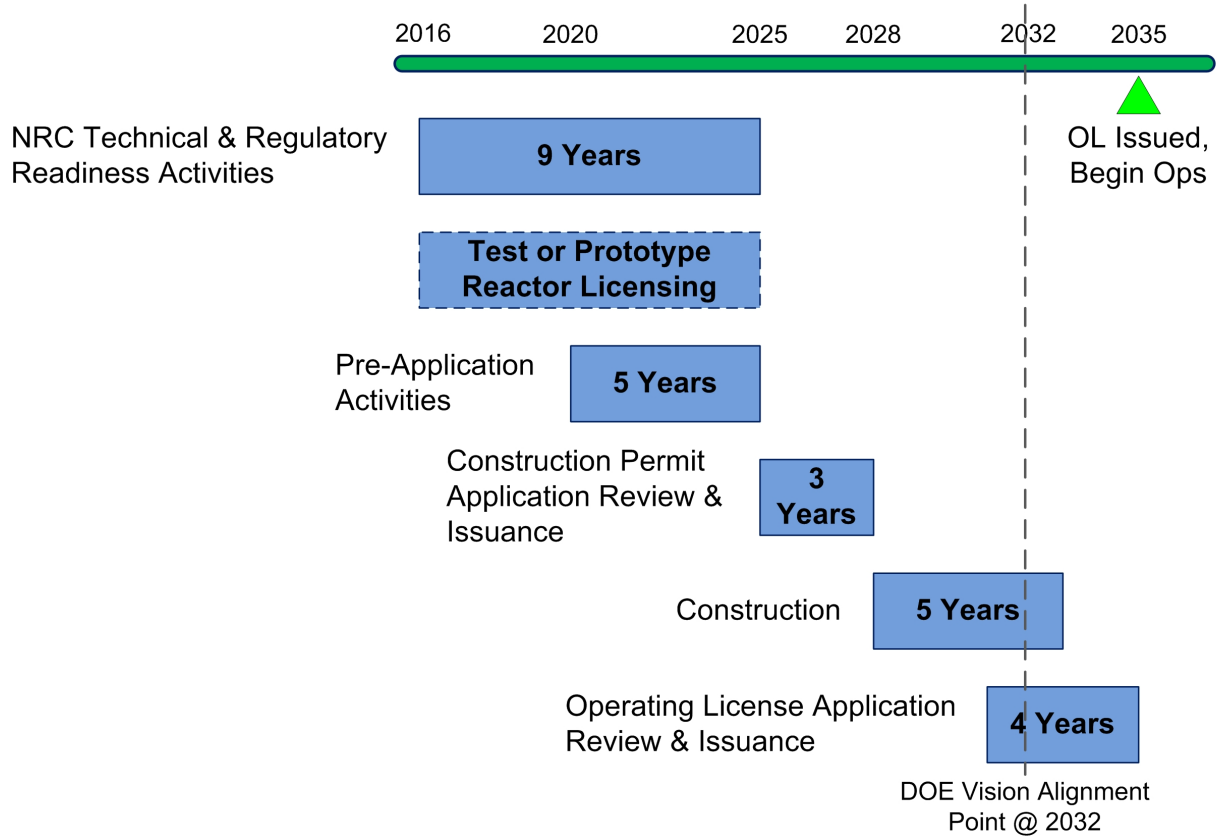 2016 2020 2025 2028 2032 2035
OL Issued,
Begin Ops
NRC Technical & Regulatory
Readiness Activities
9 Years
Test or Prototype
Reactor Licensing
Pre-Application
Activities
5 Years
Construction Permit
Application Review &
Issuance
3
Years
Construction
5 Years
Operating License Application
Review & Issuance
4 Years
DOE Vision Alignment
Point @ 2032